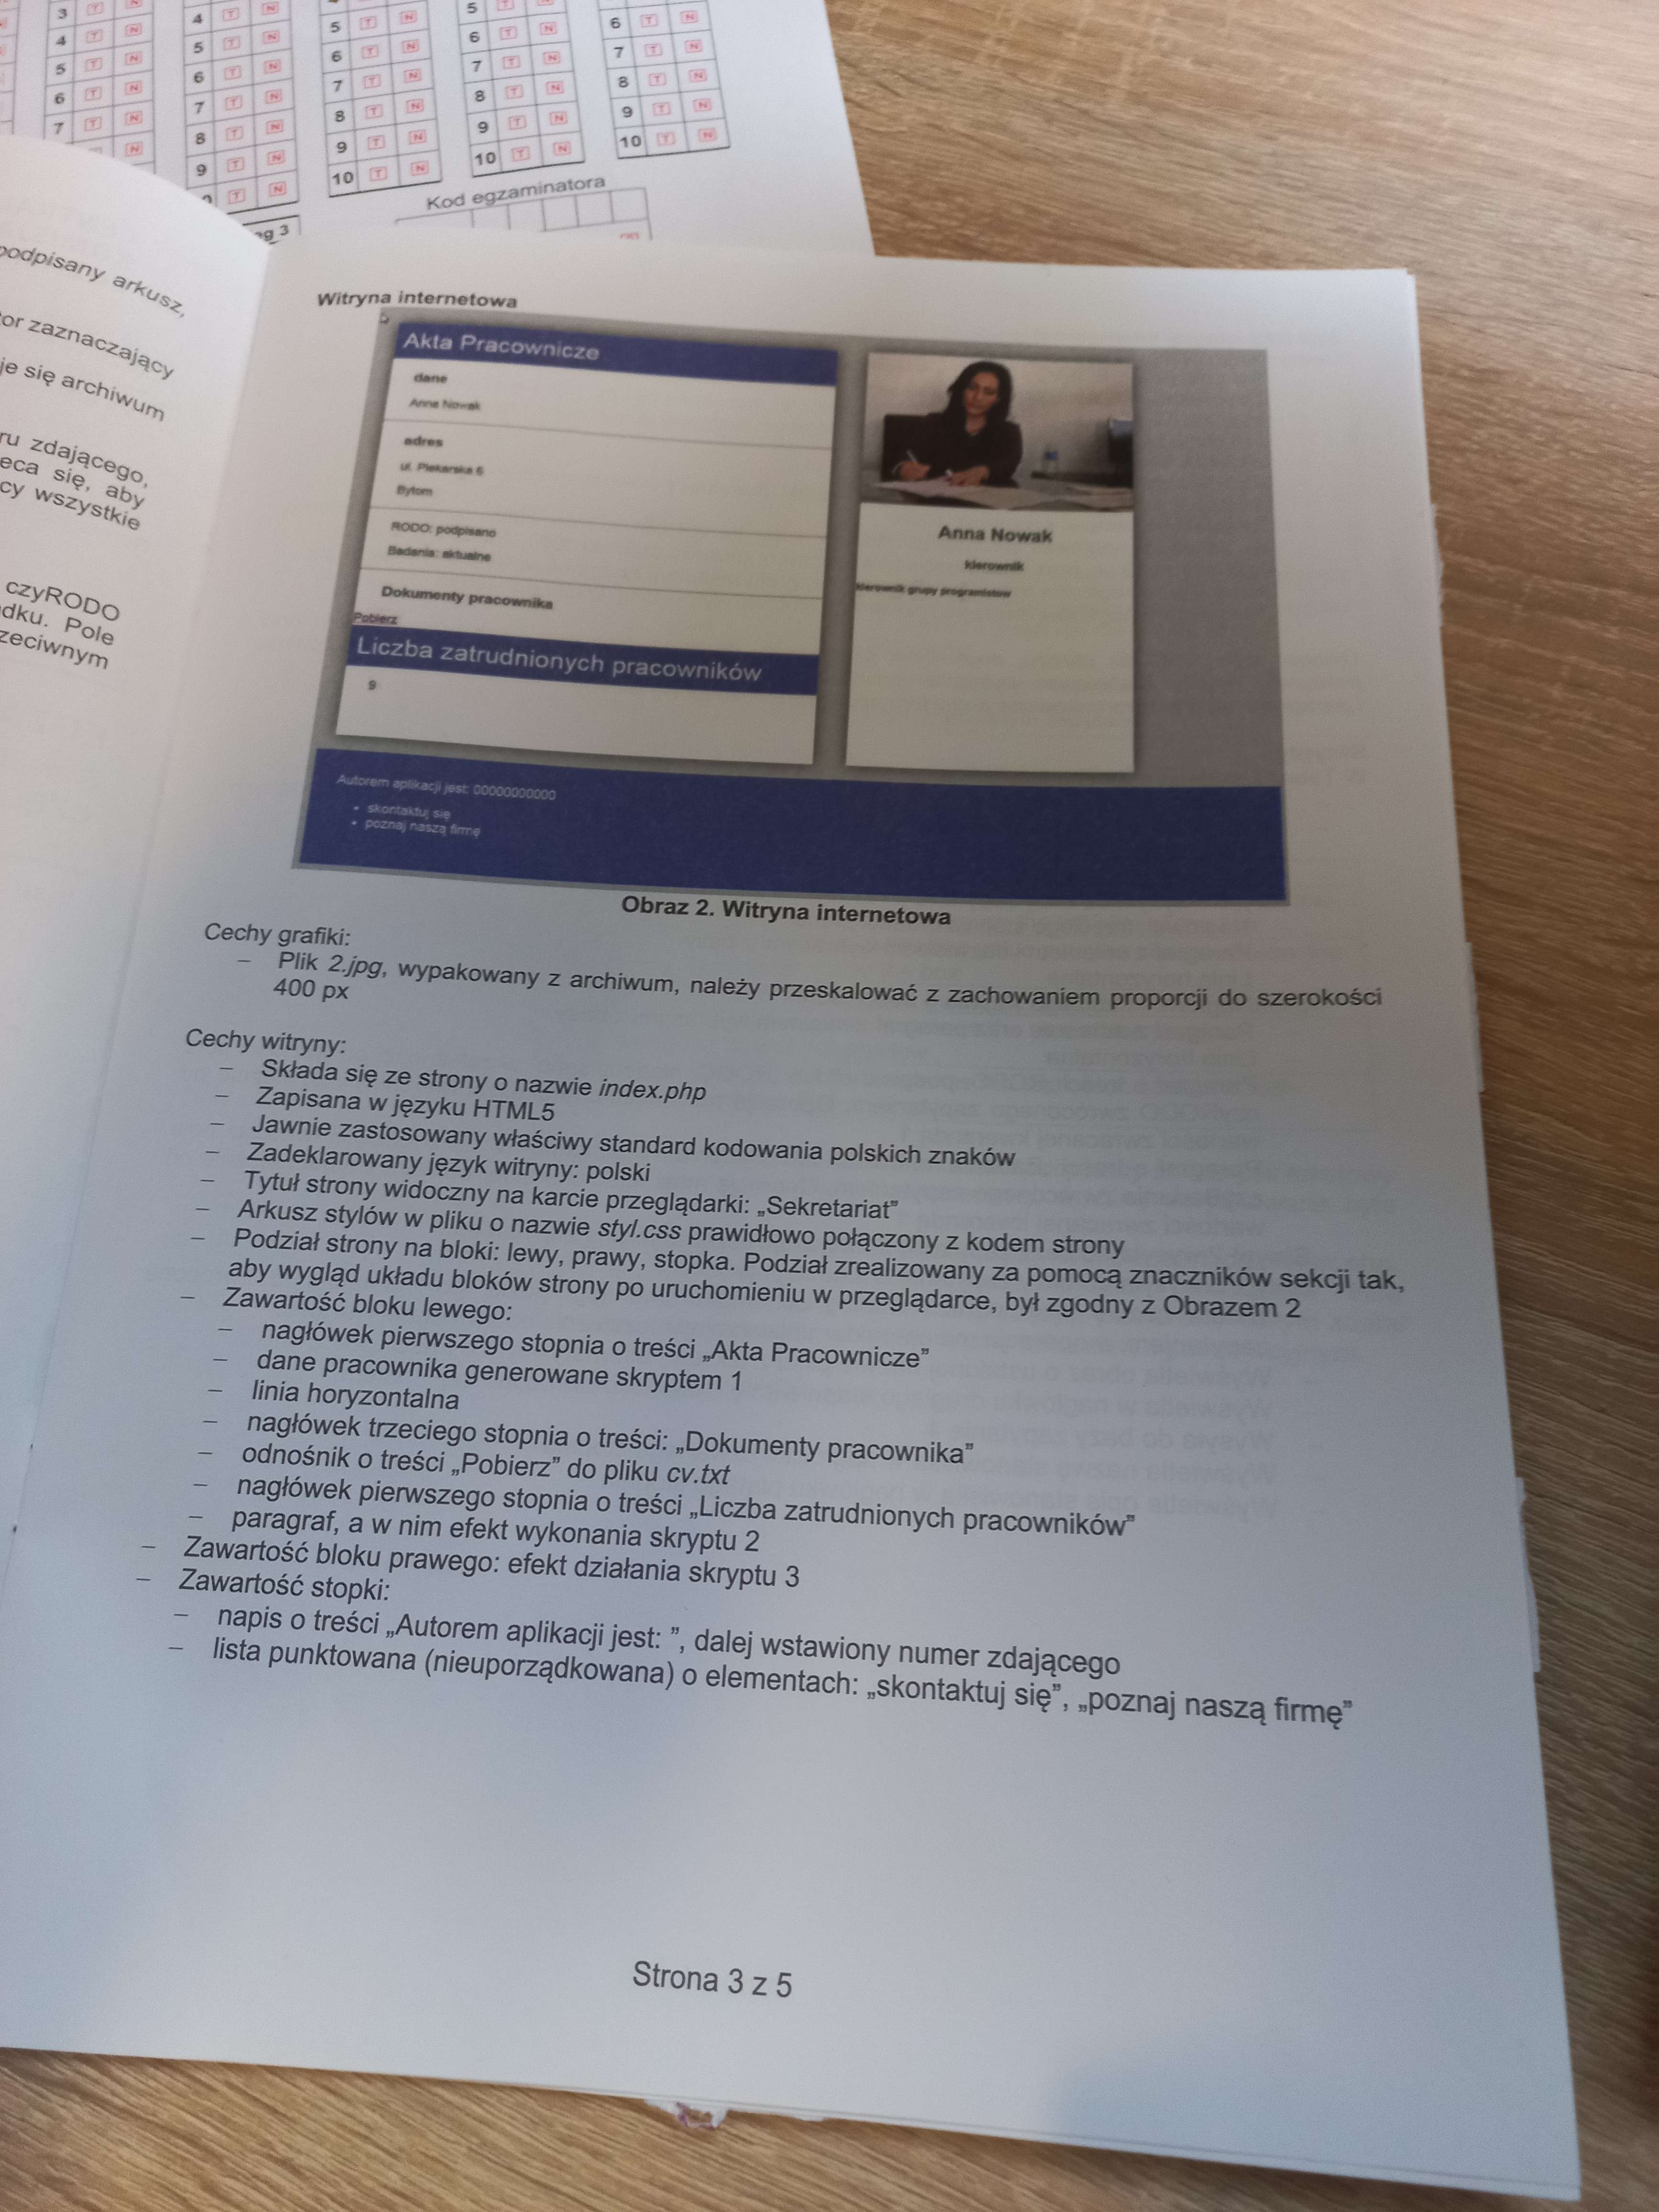 3 T N
4 T N
5 T N
6 T N
7 T N
N
4 T N
5 T N
6 T N
7 T N
8 T N
9 T N
T N
5 T N
6 T N
7 T N
8 T N
9 T N
10 T N
5 T
6 T N
7 T N
8 T N
9 T N
10 T N
6 T N
7 T N
8 T N
9 T N
10 T N
Kod egzaminatora
eg 3
podpisany arkusz,
or zaznaczający
je się archiwum
ru zdającego,
eca się, aby
cy wszystkie
czyRODO
dku. Pole
zeciwnym
Witryna internetowa
Akta Pracownicze
dane
Anna Nowak
adres
ul. Piekarska 6
Bytom
RODO: podpisano
Badania: aktualne
Dokumenty pracownika
Pobierz
Liczba zatrudnionych pracowników
9
Anna Nowak
kierownik
kierownik grupy programistow
Autorem aplikacji jest: 00000000000
• skontaktuj się
• poznaj naszą firmę
Obraz 2. Witryna internetowa
Cechy grafiki:
– Plik 2.jpg, wypakowany z archiwum, należy przeskalować z zachowaniem proporcji do szerokości
400 px
Cechy witryny:
– Składa się ze strony o nazwie index.php
– Zapisana w języku HTML5
– Jawnie zastosowany właściwy standard kodowania polskich znaków
– Zadeklarowany język witryny: polski
– Tytuł strony widoczny na karcie przeglądarki: „Sekretariat”
– Arkusz stylów w pliku o nazwie styl.css prawidłowo połączony z kodem strony
– Podział strony na bloki: lewy, prawy, stopka. Podział zrealizowany za pomocą znaczników sekcji tak,
aby wygląd układu bloków strony po uruchomieniu w przeglądarce, był zgodny z Obrazem 2
– Zawartość bloku lewego:
– nagłówek pierwszego stopnia o treści „Akta Pracownicze”
– dane pracownika generowane skryptem 1
– linia horyzontalna
– nagłówek trzeciego stopnia o treści: „Dokumenty pracownika”
– odnośnik o treści „Pobierz” do pliku cv.txt
– nagłówek pierwszego stopnia o treści „Liczba zatrudnionych pracowników”
– paragraf, a w nim efekt wykonania skryptu 2
– Zawartość bloku prawego: efekt działania skryptu 3
– Zawartość stopki:
– napis o treści „Autorem aplikacji jest: ”, dalej wstawiony numer zdającego
– lista punktowana (nieuporządkowana) o elementach: „skontaktuj się”, „poznaj naszą firmę”
Strona 3 z 5